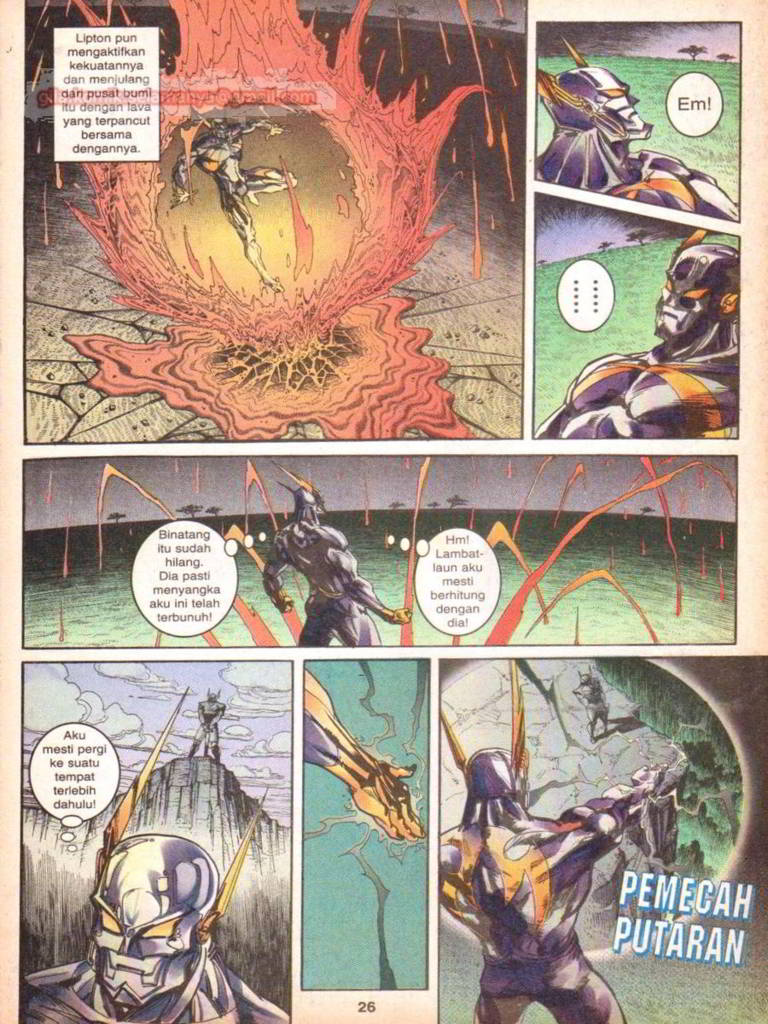 Lipton pun
mengaktifkan
kekuatannya
dan menjulang
dari pusat bumi
itu dengan lava
yang terpancut
bersama
dengannya.
Em!
Binatang
itu sudah
hilang.
Dia pasti
menyangka
aku ini telah
terbunuh!
Hm!
Lambat-
laun aku
mesti
berhitung
dengan
dia!
Aku
mesti pergi
ke suatu
tempat
terlebih
dahulu!
PEMECAH
PUTARAN
26